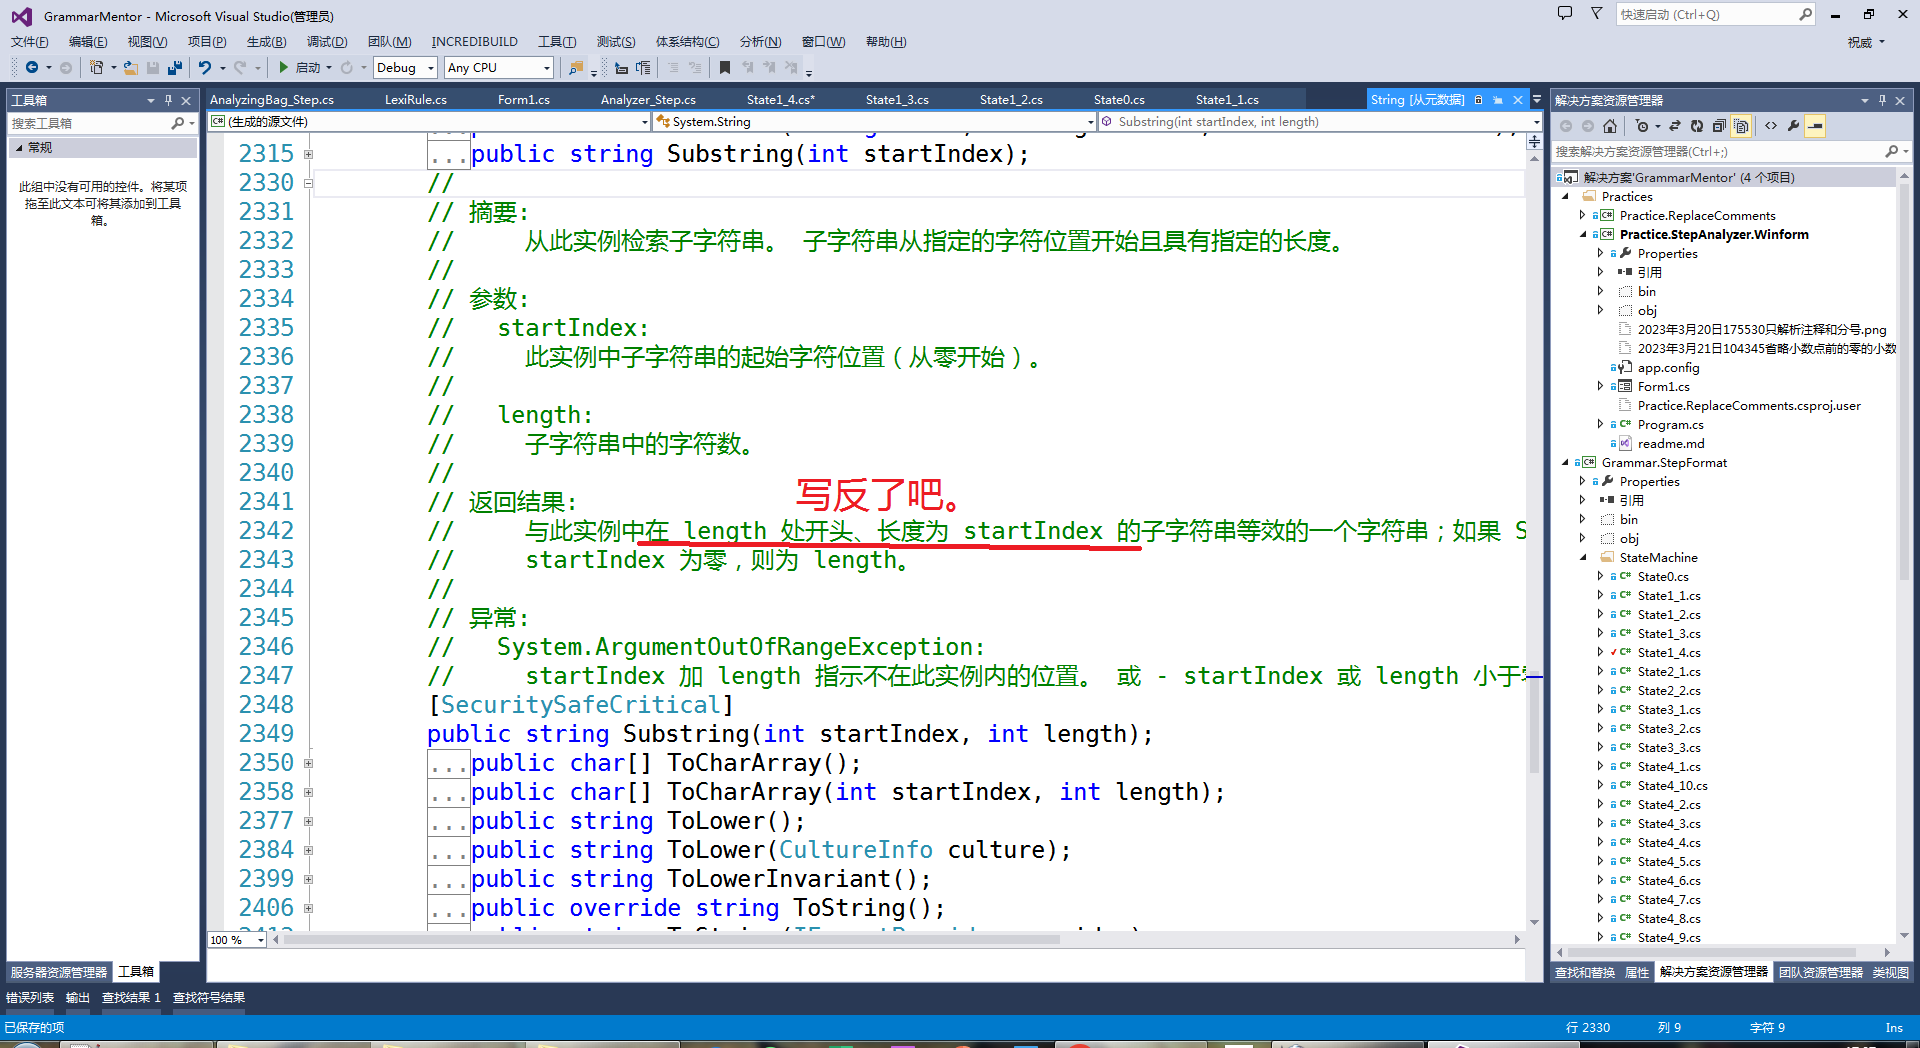 GrammarMentor - Microsoft Visual Studio(管理员)
快速启动 (Ctrl+Q)
文件(F) 编辑(E) 视图(V) 项目(P) 生成(B) 调试(D) 团队(M) INCREDIBUILD 工具(T) 测试(S) 体系结构(C) 分析(N) 窗口(W) 帮助(H)
祝威
启动 Debug Any CPU
工具箱
搜索工具箱
常规
此组中没有可用的控件。将某项
拖至此文本可将其添加到工具
箱。
服务器资源管理器 工具箱
AnalyzingBag_Step.cs LexiRule.cs Form1.cs Analyzer_Step.cs State1_4.cs* State1_3.cs State1_2.cs State0.cs State1_1.cs String [从元数据]
(生成的源文件) System.String Substring(int startIndex, int length)
2315 ...public string Substring(int startIndex);
2330 //
2331 // 摘要:
2332 // 从此实例检索子字符串。 子字符串从指定的字符位置开始且具有指定的长度。
2333 //
2334 // 参数:
2335 // startIndex:
2336 // 此实例中子字符串的起始字符位置（从零开始）。
2337 //
2338 // length:
2339 // 子字符串中的字符数。
2340 //
写反了吧。
2341 // 返回结果:
2342 // 与此实例中在 length 处开头、长度为 startIndex 的子字符串等效的一个字符串；如果 S
2343 // startIndex 为零，则为 length。
2344 //
2345 // 异常:
2346 // System.ArgumentOutOfRangeException:
2347 // startIndex 加 length 指示不在此实例内的位置。 或 - startIndex 或 length 小于
2348 [SecuritySafeCritical]
2349 public string Substring(int startIndex, int length);
2350 ...public char[] ToCharArray();
2358 ...public char[] ToCharArray(int startIndex, int length);
2377 ...public string ToLower();
2384 ...public string ToLower(CultureInfo culture);
2399 ...public string ToLowerInvariant();
2406 ...public override string ToString();
100 %
解决方案资源管理器
搜索解决方案资源管理器(Ctrl+;)
解决方案'GrammarMentor' (4 个项目)
Practices
Practice.ReplaceComments
Practice.StepAnalyzer.Winform
Properties
引用
bin
obj
2023年3月20日175530只解析注释和分号.png
2023年3月21日104345省略小数点前的零的小数
app.config
Form1.cs
Practice.ReplaceComments.csproj.user
Program.cs
readme.md
Grammar.StepFormat
Properties
引用
bin
obj
StateMachine
State0.cs
State1_1.cs
State1_2.cs
State1_3.cs
State1_4.cs
State2_1.cs
State2_2.cs
State3_1.cs
State3_2.cs
State3_3.cs
State4_1.cs
State4_10.cs
State4_2.cs
State4_3.cs
State4_4.cs
State4_5.cs
State4_6.cs
State4_7.cs
State4_8.cs
State4_9.cs
查找和替换 属性 解决方案资源管理器 团队资源管理器 类视图
错误列表 输出 查找结果 1 查找符号结果
已保存的项 行 2330 列 9 字符 9 Ins